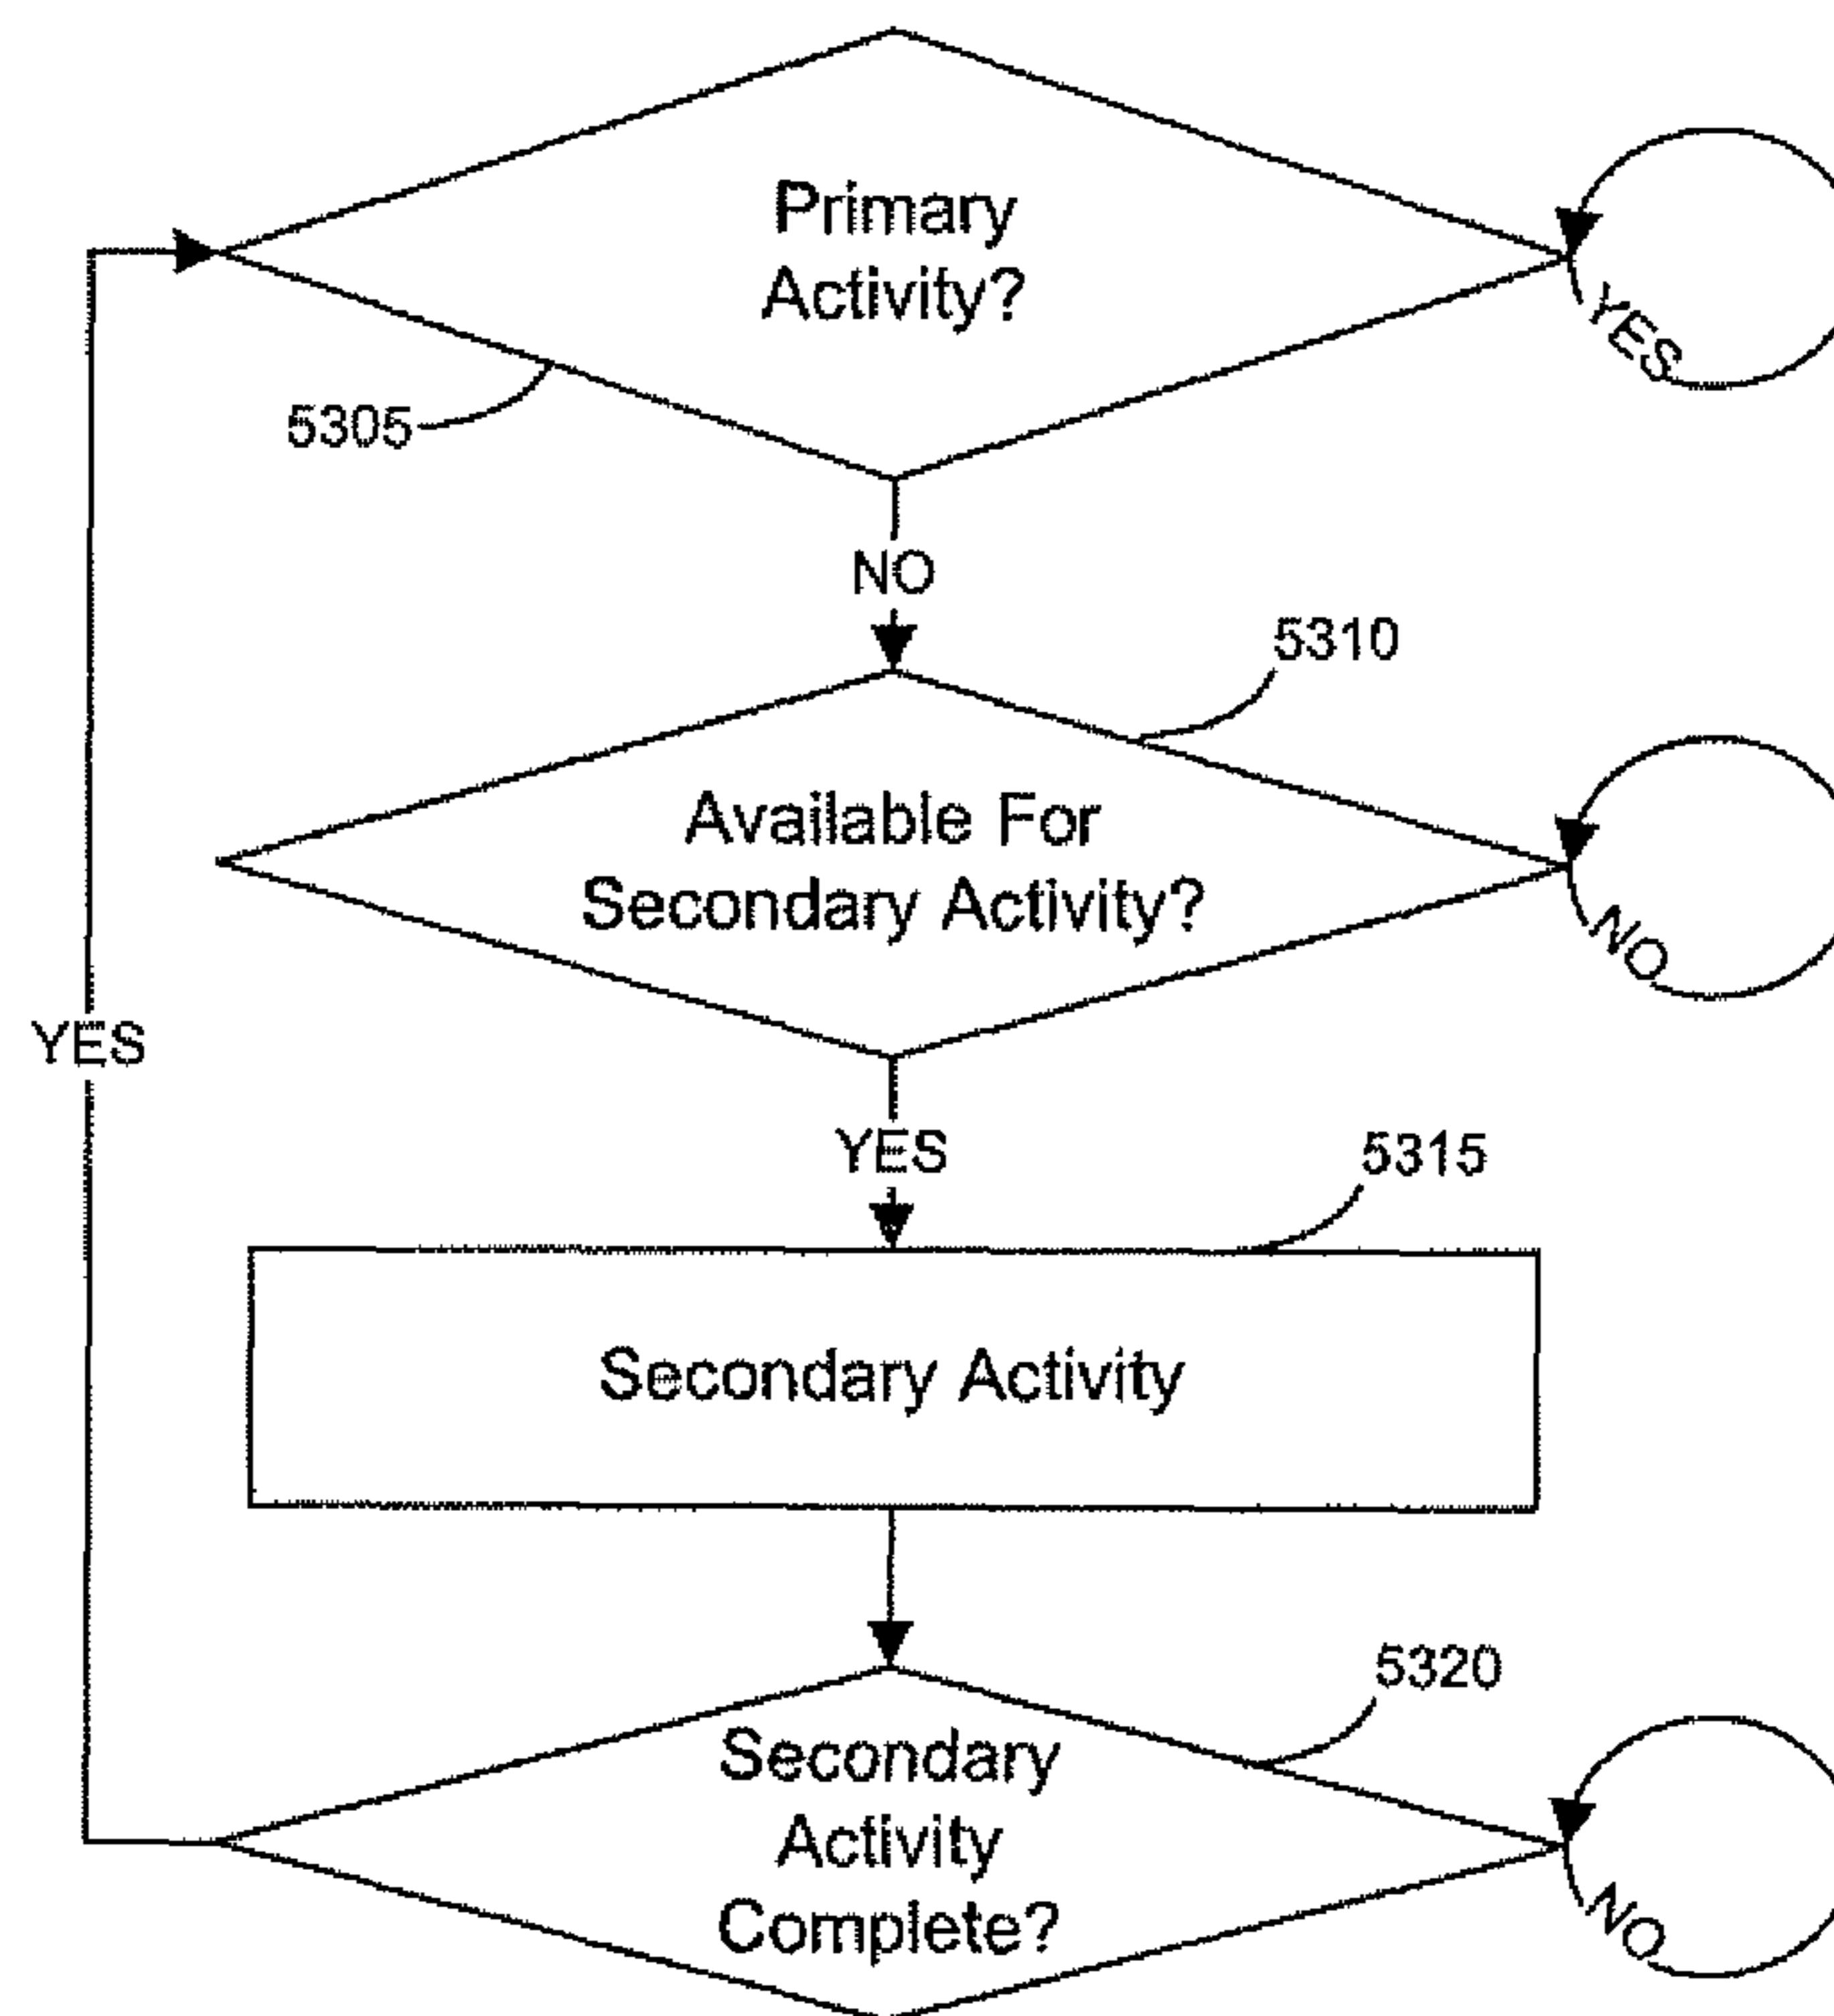 Primary
Activity?
YES
5305
NO
5310
Available For
Secondary Activity?
NO
YES
YES
5315
Secondary Activity
5320
Secondary
Activity
Complete?
NO